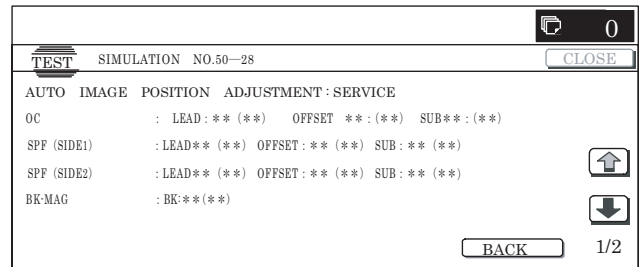 0
TEST SIMULATION NO.50—28 CLOSE
AUTO IMAGE POSITION ADJUSTMENT : SERVICE
OC : LEAD : ** (**) OFFSET ** : (**) SUB** : (**)
SPF (SIDE1) : LEAD** (**) OFFSET : ** (**) SUB : ** (**)
SPF (SIDE2) : LEAD** (**) OFFSET : ** (**) SUB : ** (**)
BK-MAG : BK:**(**)
BACK 1/2